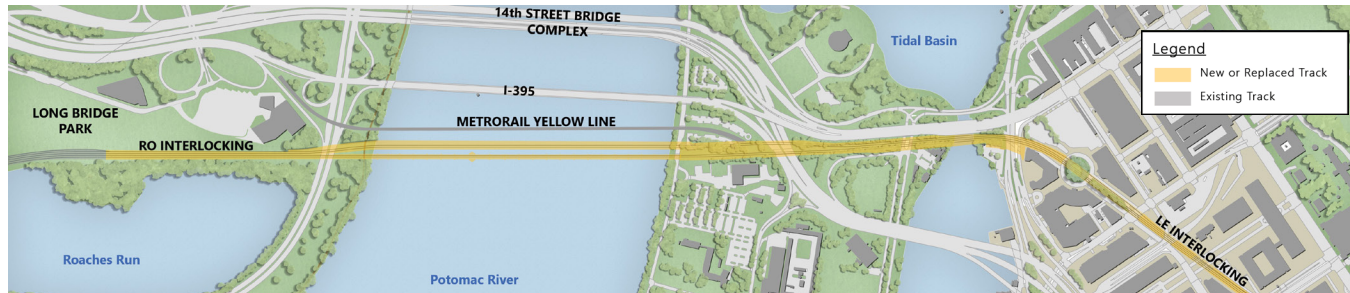 14th STREET BRIDGE
COMPLEX
Tidal Basin
Legend
New or Replaced Track
Existing Track
I-395
LONG BRIDGE
PARK
METRORAIL YELLOW LINE
RO INTERLOCKING
LE INTERLOCKING
Roaches Run
Potomac River